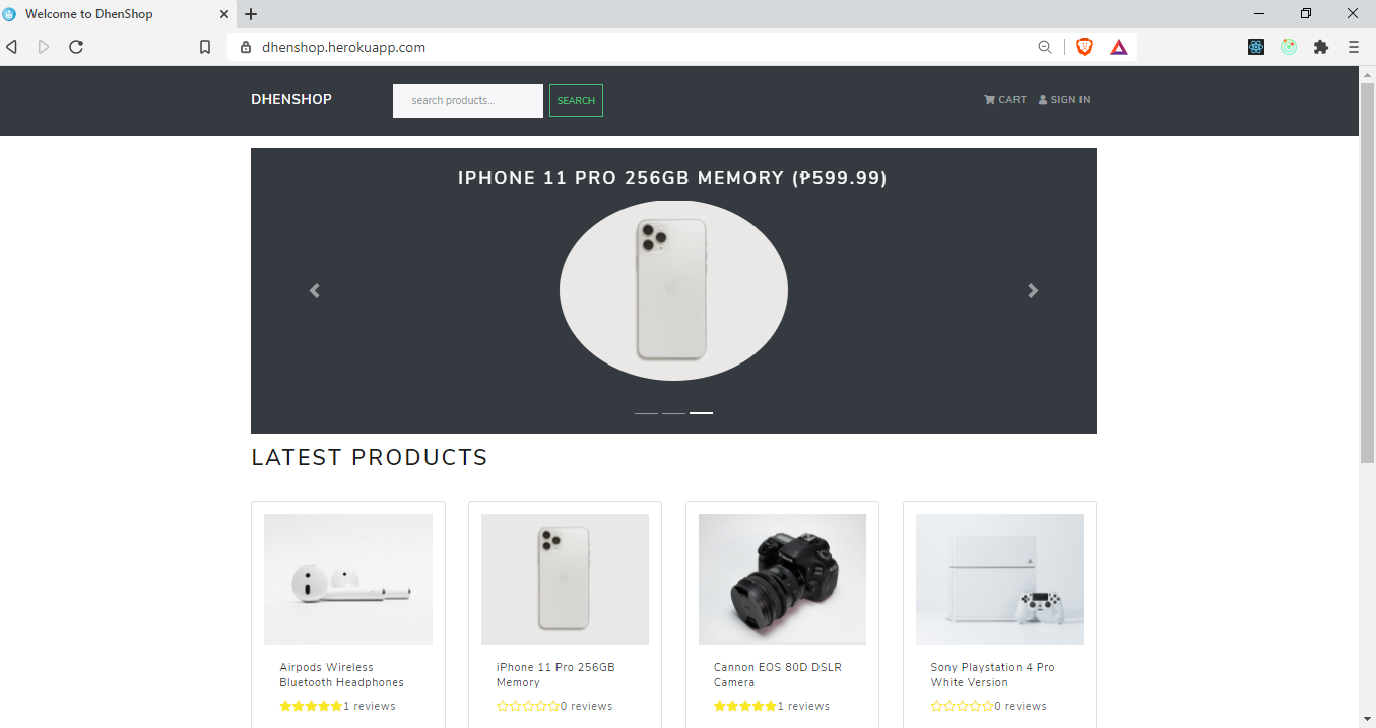 Welcome to DhenShop
dhenshop.herokuapp.com
DHENSHOP
search products...
SEARCH
CART
SIGN IN
IPHONE 11 PRO 256GB MEMORY (₱599.99)
LATEST PRODUCTS
Airpods Wireless
Bluetooth Headphones
1 reviews
iPhone 11 Pro 256GB
Memory
0 reviews
Cannon EOS 80D DSLR
Camera
1 reviews
Sony Playstation 4 Pro
White Version
0 reviews